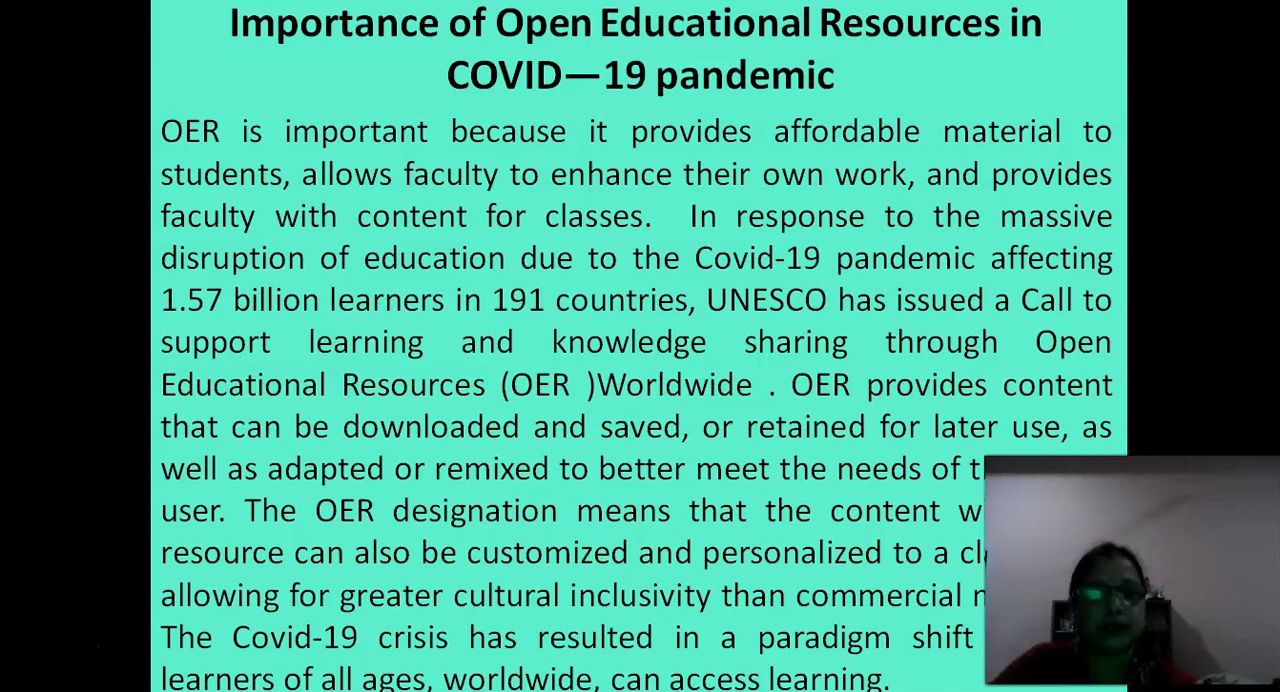 Importance of Open Educational Resources in
COVID—19 pandemic
OER is important because it provides affordable material to
students, allows faculty to enhance their own work, and provides
faculty with content for classes. In response to the massive
disruption of education due to the Covid-19 pandemic affecting
1.57 billion learners in 191 countries, UNESCO has issued a Call to
support learning and knowledge sharing through Open
Educational Resources (OER )Worldwide . OER provides content
that can be downloaded and saved, or retained for later use, as
well as adapted or remixed to better meet the needs of
user. The OER designation means that the content
resource can also be customized and personalized to a
allowing for greater cultural inclusivity than commercial
The Covid-19 crisis has resulted in a paradigm shift
learners of all ages, worldwide, can access learning.